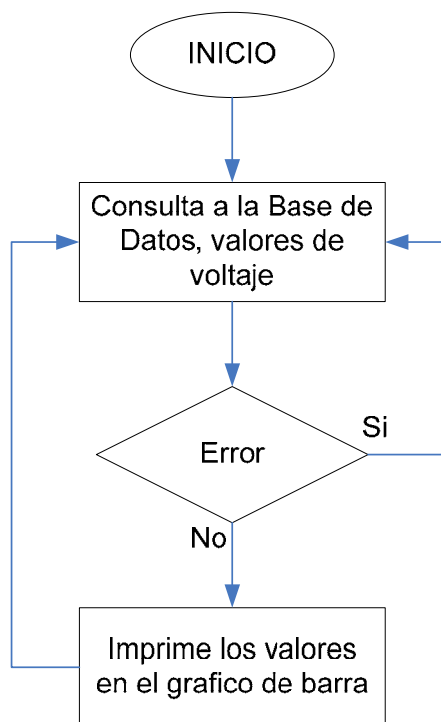 INICIO
Consulta a la Base de
Datos, valores de
voltaje
Error
Si
No
Imprime los valores
en el grafico de barra